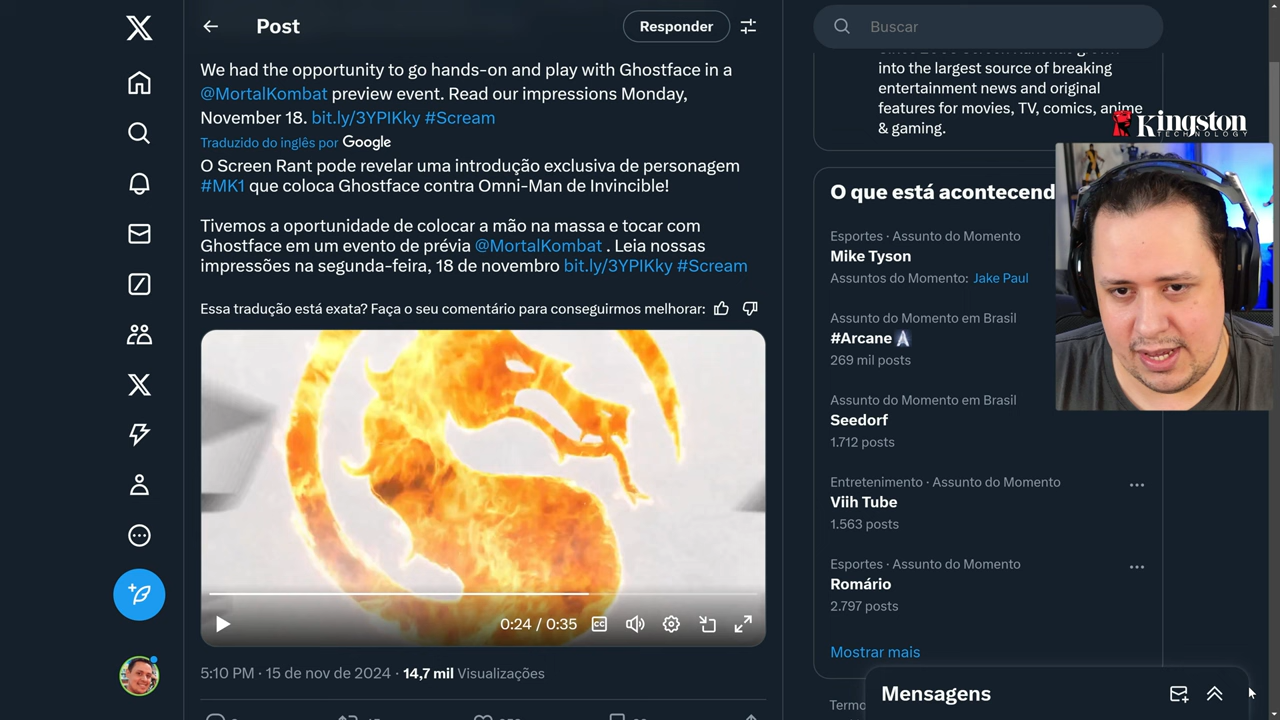 Post
Responder
Buscar
We had the opportunity to go hands-on and play with Ghostface in a
@MortalKombat preview event. Read our impressions Monday,
November 18. bit.ly/3YPIKky #Scream
Traduzido do inglês por Google
O Screen Rant pode revelar uma introdução exclusiva de personagem
#MK1 que coloca Ghostface contra Omni-Man de Invincible!
Tivemos a oportunidade de colocar a mão na massa e tocar com
Ghostface em um evento de prévia @MortalKombat . Leia nossas
impressões na segunda-feira, 18 de novembro bit.ly/3YPIKky #Scream
Essa tradução está exata? Faça o seu comentário para conseguirmos melhorar:
0:24 / 0:35
CC
5:10 PM · 15 de nov de 2024 · 14,7 mil Visualizações
into the largest source of breaking
entertainment news and original
features for movies, TV, comics, anime
& gaming.
Kingston
TECHNOLOGY
O que está acontecend
Esportes · Assunto do Momento
Mike Tyson
Assuntos do Momento: Jake Paul
Assunto do Momento em Brasil
#Arcane
269 mil posts
Assunto do Momento em Brasil
Seedorf
1.712 posts
Entretenimento · Assunto do Momento
Viih Tube
1.563 posts
Esportes · Assunto do Momento
Romário
2.797 posts
Mostrar mais
Termo
Mensagens